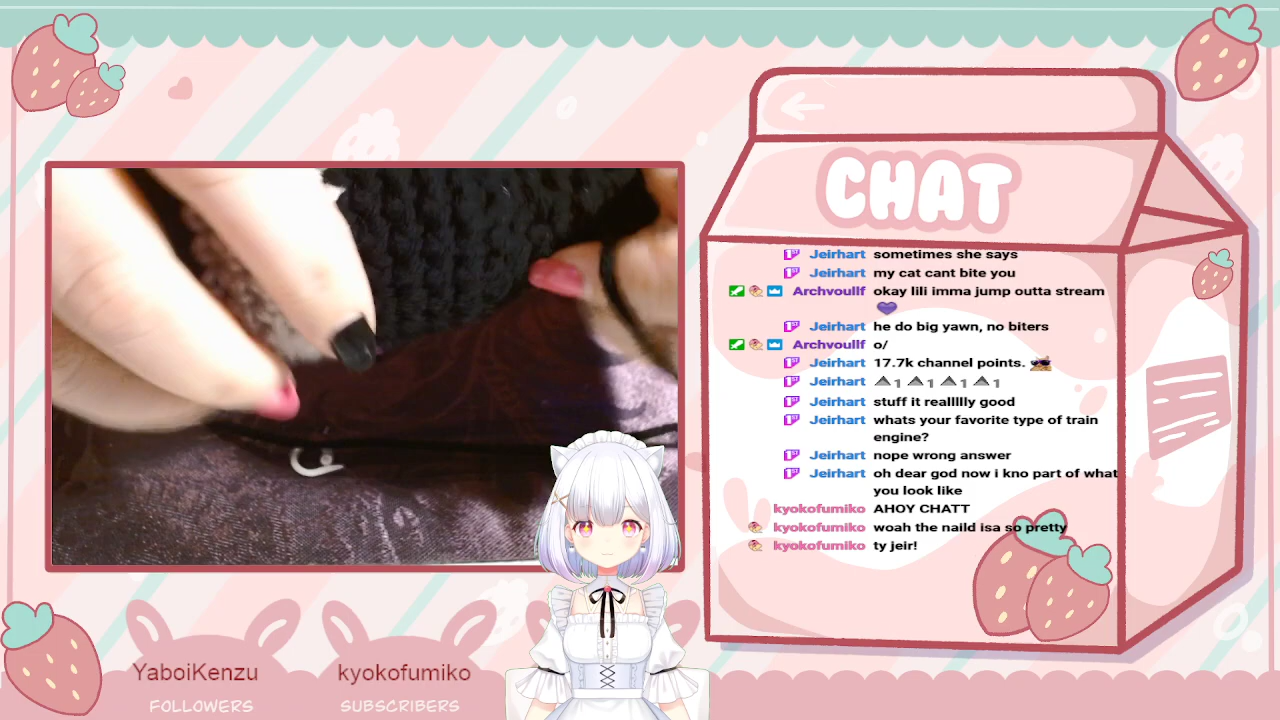 CHAT
Jeirhart sometimes she says
Jeirhart my cat cant bite you
Archvoullf okay lili imma jump outta stream
Jeirhart he do big yawn, no biters
Archvoullf o/
Jeirhart 17.7k channel points.
Jeirhart 1 1 1 1
Jeirhart stuff it reallllly good
Jeirhart whats your favorite type of train
engine?
Jeirhart nope wrong answer
Jeirhart oh dear god now i kno part of what
you look like
kyokofumiko AHOY CHATT
kyokofumiko woah the naild isa so pretty
kyokofumiko ty jeir!
YaboiKenzu
FOLLOWERS
kyokofumiko
SUBSCRIBERS